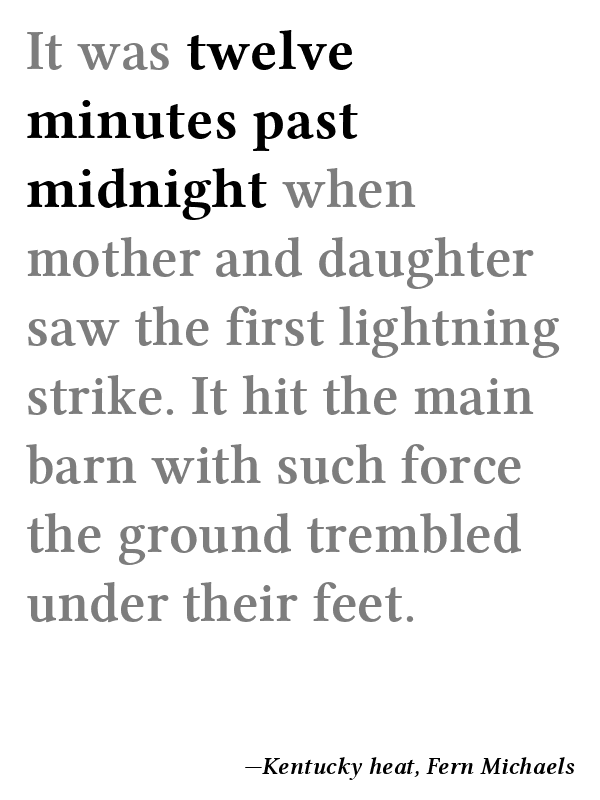 It was twelve
minutes past
midnight when
mother and daughter
saw the first lightning
strike. It hit the main
barn with such force
the ground trembled
under their feet.
—Kentucky heat, Fern Michaels